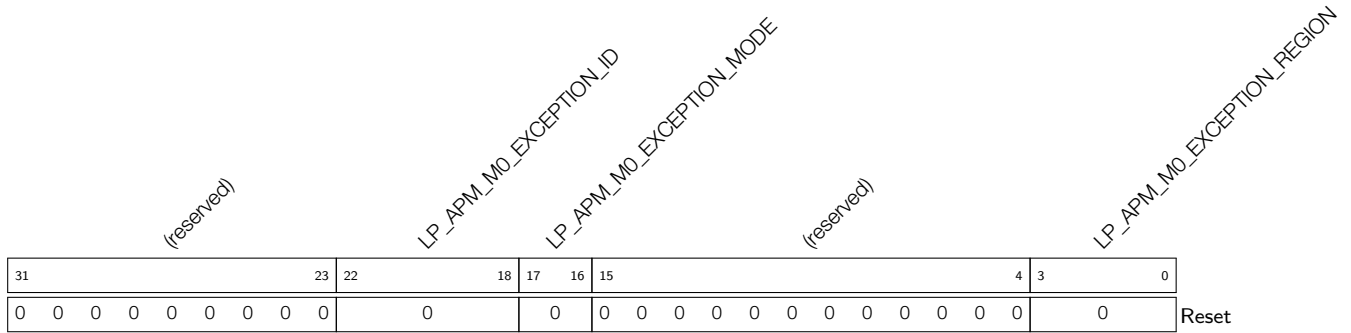 (reserved)
LP_APM_M0_EXCEPTION_ID
LP_APM_M0_EXCEPTION_MODE
(reserved)
LP_APM_M0_EXCEPTION_REGION
31 23 22 18 17 16 15 4 3 0
0 0 0 0 0 0 0 0 0 0 0 0 0 0 0 0 0 0 0 0 0 0 0 0 Reset